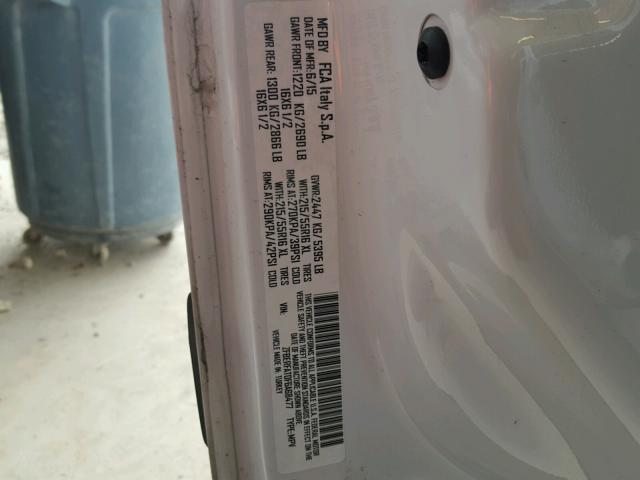 MFD BY FCA Italy S.p.A.
DATE OF MFR: 6/15 GVWR: 2447 KG/ 5395 LB
GAWR FRONT: 1220 KG/2690 LB WITH: 215/55R16 XL TIRES
16X6 1/2 RIMS AT: 270KPA/39PSI COLD
GAWR REAR: 1300 KG/2866 LB WITH: 215/55R16 XL TIRES
16X6 1/2 RIMS AT: 290KPA/42PSI COLD
THIS VEHICLE CONFORMS TO ALL APPLICABLE U.S.A. FEDERAL MOTOR
VEHICLE SAFETY AND THEFT PREVENTION STANDARDS IN EFFECT ON THE
DATE OF MANUFACTURE SHOWN ABOVE
VIN: TYPE: MPV
VEHICLE MADE IN: TURKEY